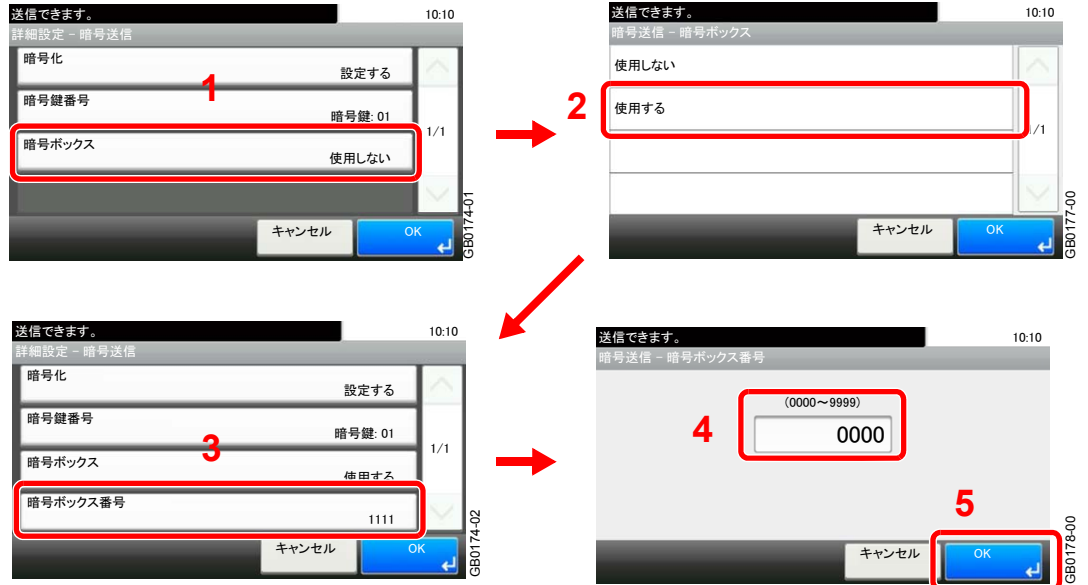 送信できます。
10:10
詳細設定 - 暗号送信
暗号化
設定する
1
暗号鍵番号
暗号鍵: 01
暗号ボックス
使用しない
1/1
キャンセル
OK
GB0174-01
送信できます。
10:10
暗号送信 - 暗号ボックス
使用しない
2
使用する
1/1
キャンセル
OK
GB0177-00
送信できます。
10:10
詳細設定 - 暗号送信
暗号化
設定する
暗号鍵番号
暗号鍵: 01
3
暗号ボックス
使用する
1/1
暗号ボックス番号
1111
キャンセル
OK
GB0174-02
送信できます。
10:10
暗号送信 - 暗号ボックス番号
(0000～9999)
4
0000
5
キャンセル
OK
GB0178-00